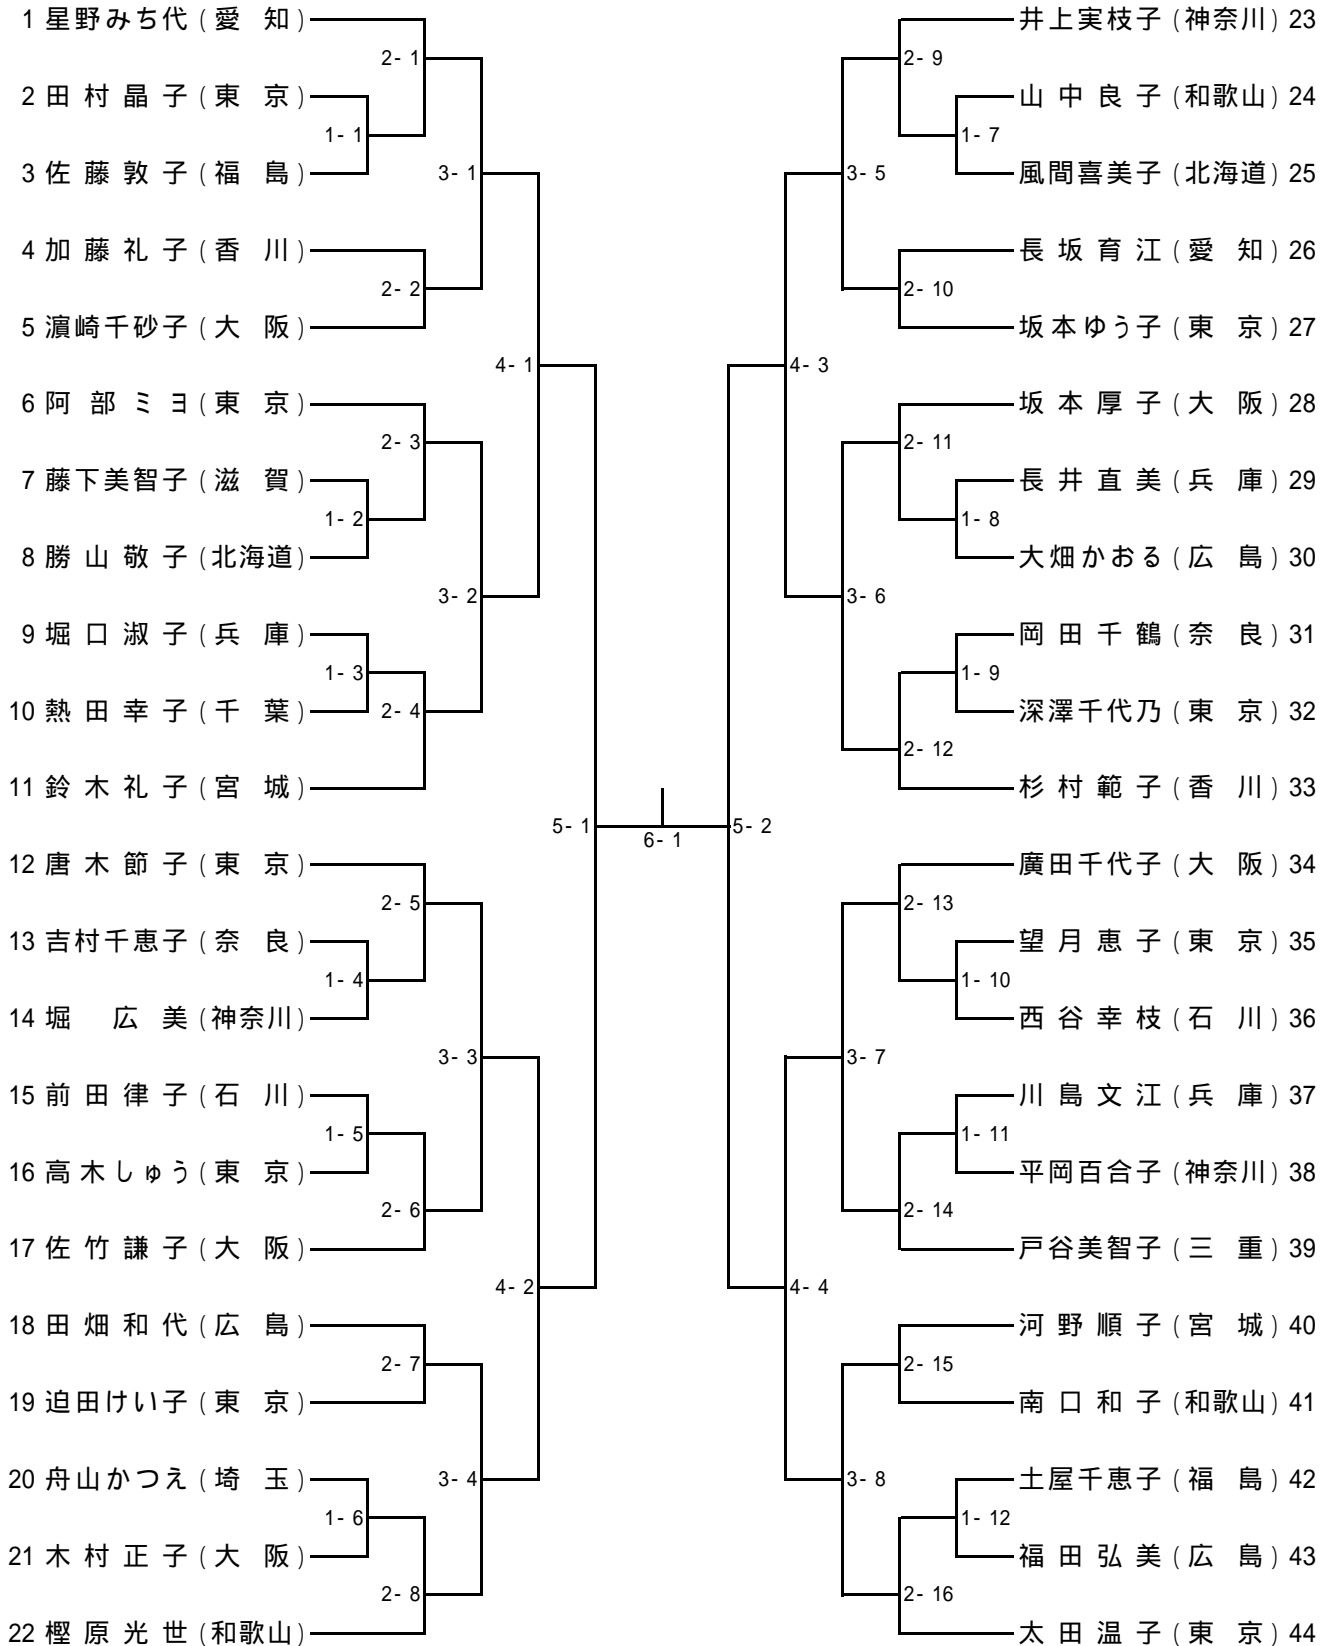 1 星野みち代 (愛 知)
2- 1
2 田村晶子 (東 京)
1- 1
3 佐藤敦子 (福 島)
3- 1
4 加藤礼子 (香 川)
2- 2
5 濵崎千砂子 (大 阪)
4- 1
6 阿部ミヨ (東 京)
2- 3
7 藤下美智子 (滋 賀)
1- 2
8 勝山敬子 (北海道)
3- 2
9 堀口淑子 (兵 庫)
1- 3
10 熱田幸子 (千 葉)
2- 4
11 鈴木礼子 (宮 城)
5- 1
12 唐木節子 (東 京)
2- 5
13 吉村千恵子 (奈 良)
1- 4
14 堀 広美 (神奈川)
3- 3
15 前田律子 (石 川)
1- 5
16 高木しゅう (東 京)
2- 6
17 佐竹謙子 (大 阪)
4- 2
18 田畑和代 (広 島)
2- 7
19 迫田けい子 (東 京)
3- 4
20 舟山かつえ (埼 玉)
1- 6
21 木村正子 (大 阪)
2- 8
22 樫原光世 (和歌山)
6- 1
井上実枝子 (神奈川) 23
2- 9
山中良子 (和歌山) 24
1- 7
風間喜美子 (北海道) 25
3- 5
長坂育江 (愛 知) 26
2- 10
坂本ゆう子 (東 京) 27
4- 3
坂本厚子 (大 阪) 28
2- 11
長井直美 (兵 庫) 29
1- 8
大畑かおる (広 島) 30
3- 6
岡田千鶴 (奈 良) 31
1- 9
深澤千代乃 (東 京) 32
2- 12
杉村範子 (香 川) 33
5- 2
廣田千代子 (大 阪) 34
2- 13
望月恵子 (東 京) 35
1- 10
西谷幸枝 (石 川) 36
3- 7
川島文江 (兵 庫) 37
1- 11
平岡百合子 (神奈川) 38
2- 14
戸谷美智子 (三 重) 39
4- 4
河野順子 (宮 城) 40
2- 15
南口和子 (和歌山) 41
3- 8
土屋千恵子 (福 島) 42
1- 12
福田弘美 (広 島) 43
2- 16
太田温子 (東 京) 44